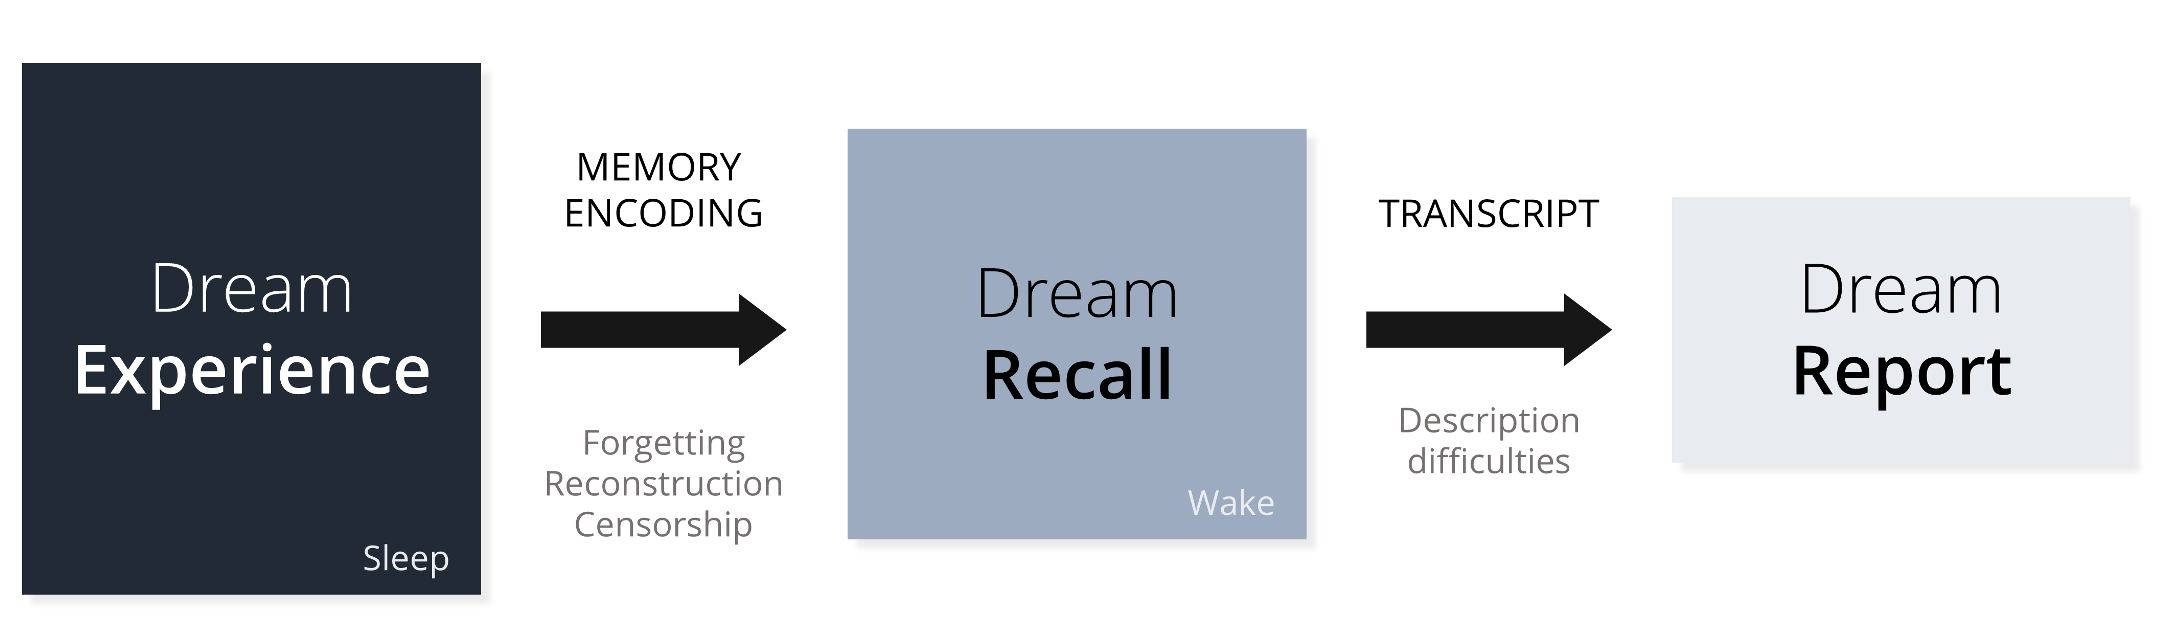 Dream
Experience
Sleep
MEMORY
ENCODING
Forgetting
Reconstruction
Censorship
Dream
Recall
Wake
TRANSCRIPT
Description
difficulties
Dream
Report